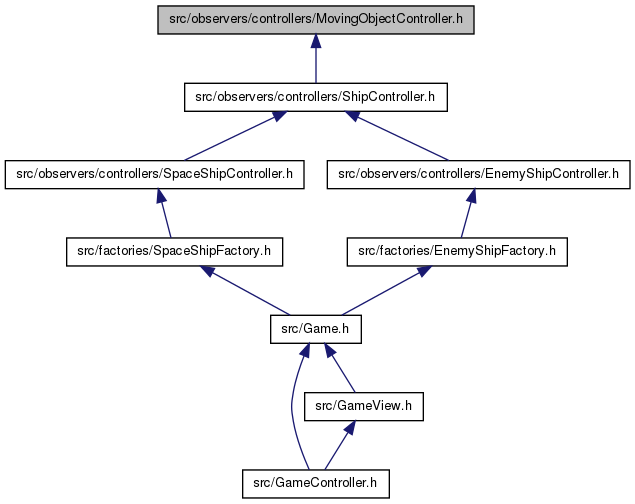 src/observers/controllers/MovingObjectController.h
src/observers/controllers/ShipController.h
src/observers/controllers/SpaceShipController.h
src/observers/controllers/EnemyShipController.h
src/factories/SpaceShipFactory.h
src/factories/EnemyShipFactory.h
src/Game.h
src/GameView.h
src/GameController.h